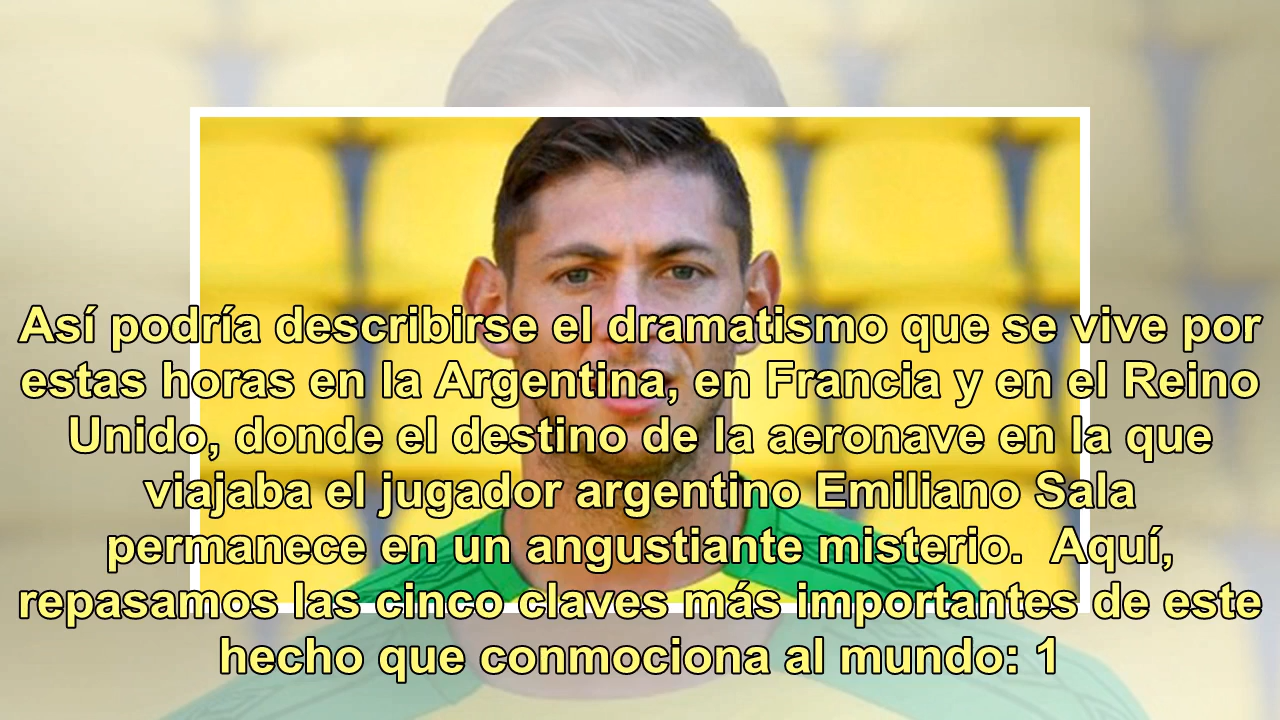 Así podría describirse el dramatismo que se vive por
estas horas en la Argentina, en Francia y en el Reino
Unido, donde el destino de la aeronave en la que
viajaba el jugador argentino Emiliano Sala
permanece en un angustiante misterio.  Aquí,
repasamos las cinco claves más importantes de este
hecho que conmociona al mundo: 1